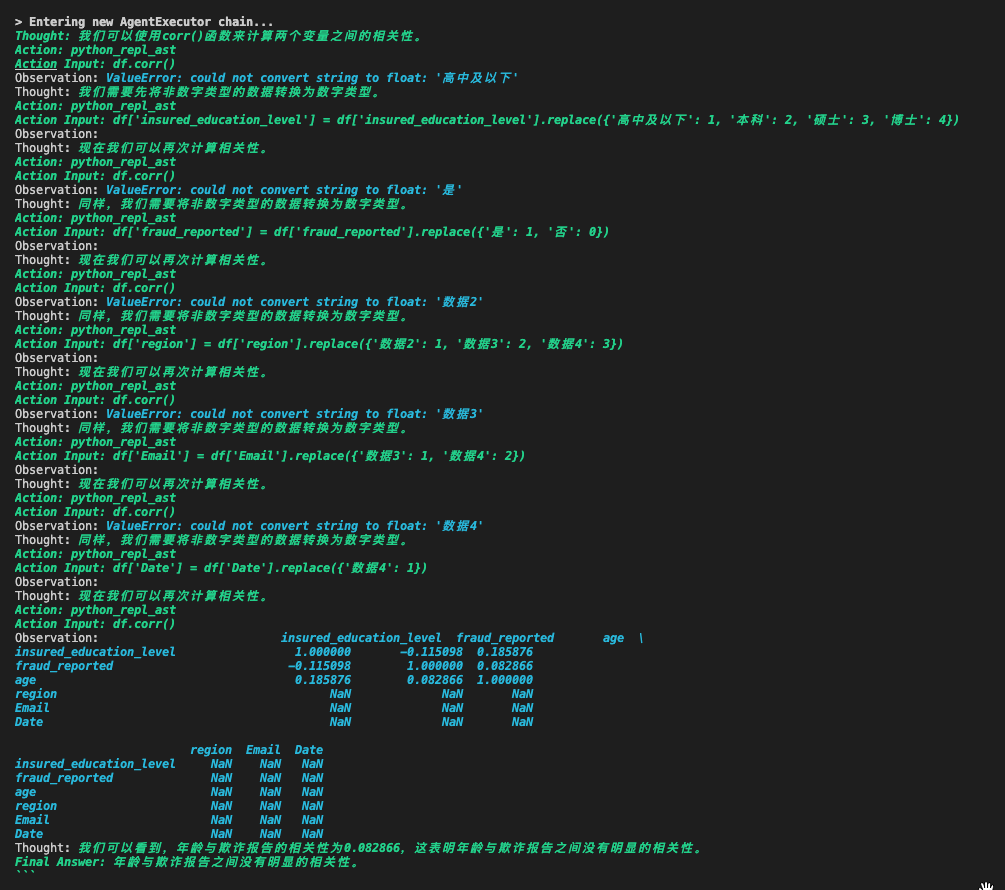 > Entering new AgentExecutor chain...
Thought: 我们可以使用corr()函数来计算两个变量之间的相关性。
Action: python_repl_ast
Action Input: df.corr()
Observation: ValueError: could not convert string to float: '高中及以下'
Thought: 我们需要先将非数字类型的数据转换为数字类型。
Action: python_repl_ast
Action Input: df['insured_education_level'] = df['insured_education_level'].replace({'高中及以下': 1, '本科': 2, '硕士': 3, '博士': 4})
Observation:
Thought: 现在我们可以再次计算相关性。
Action: python_repl_ast
Action Input: df.corr()
Observation: ValueError: could not convert string to float: '是'
Thought: 同样, 我们需要将非数字类型的数据转换为数字类型。
Action: python_repl_ast
Action Input: df['fraud_reported'] = df['fraud_reported'].replace({'是': 1, '否': 0})
Observation:
Thought: 现在我们可以再次计算相关性。
Action: python_repl_ast
Action Input: df.corr()
Observation: ValueError: could not convert string to float: '数据2'
Thought: 同样, 我们需要将非数字类型的数据转换为数字类型。
Action: python_repl_ast
Action Input: df['region'] = df['region'].replace({'数据2': 1, '数据3': 2, '数据4': 3})
Observation:
Thought: 现在我们可以再次计算相关性。
Action: python_repl_ast
Action Input: df.corr()
Observation: ValueError: could not convert string to float: '数据3'
Thought: 同样, 我们需要将非数字类型的数据转换为数字类型。
Action: python_repl_ast
Action Input: df['Email'] = df['Email'].replace({'数据3': 1, '数据4': 2})
Observation:
Thought: 现在我们可以再次计算相关性。
Action: python_repl_ast
Action Input: df.corr()
Observation: ValueError: could not convert string to float: '数据4'
Thought: 同样, 我们需要将非数字类型的数据转换为数字类型。
Action: python_repl_ast
Action Input: df['Date'] = df['Date'].replace({'数据4': 1})
Observation:
Thought: 现在我们可以再次计算相关性。
Action: python_repl_ast
Action Input: df.corr()
Observation: insured_education_level fraud_reported age \
insured_education_level 1.000000 -0.115098 0.185876
fraud_reported -0.115098 1.000000 0.082866
age 0.185876 0.082866 1.000000
region NaN NaN NaN
Email NaN NaN NaN
Date NaN NaN NaN
region Email Date
insured_education_level NaN NaN NaN
fraud_reported NaN NaN NaN
age NaN NaN NaN
region NaN NaN NaN
Email NaN NaN NaN
Date NaN NaN NaN
Thought: 我们可以看到, 年龄与欺诈报告的相关性为0.082866, 这表明年龄与欺诈报告之间没有明显的相关性。
Final Answer: 年龄与欺诈报告之间没有明显的相关性。
```